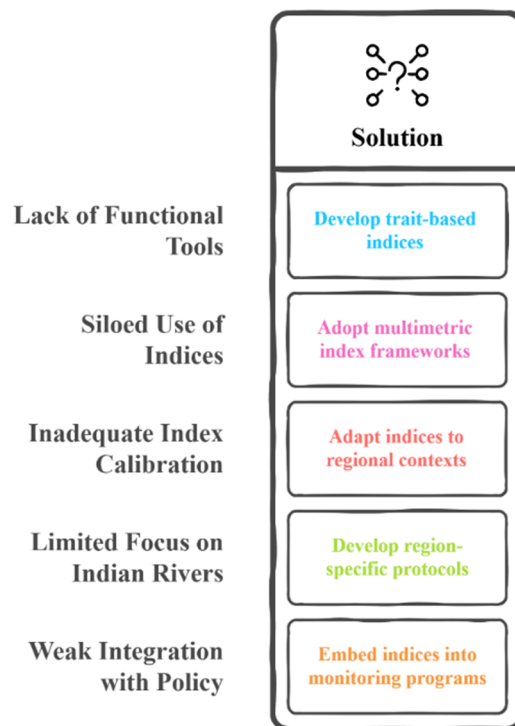 ?
Solution
Lack of Functional
Tools
Develop trait-based
indices
Siloed Use of
Indices
Adopt multimetric
index frameworks
Inadequate Index
Calibration
Adapt indices to
regional contexts
Limited Focus on
Indian Rivers
Develop region-
specific protocols
Weak Integration
with Policy
Embed indices into
monitoring programs